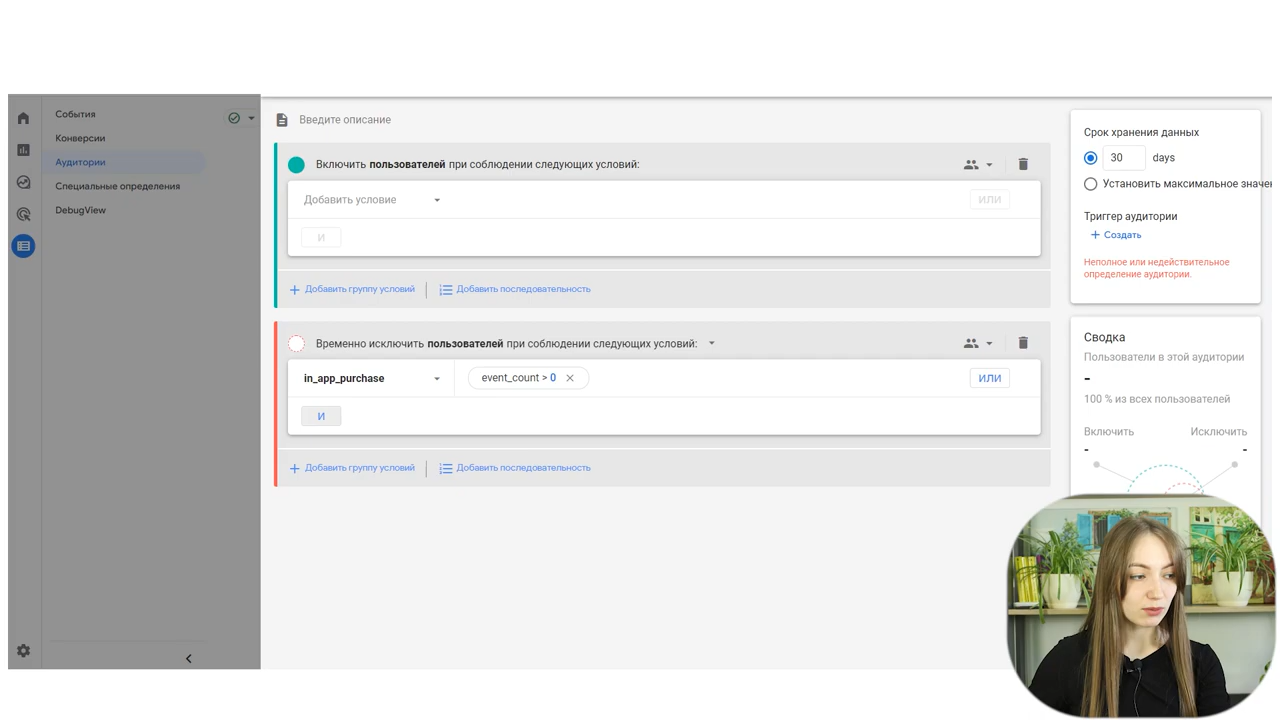 События
Конверсии
Аудитории
Специальные определения
DebugView
Введите описание
Включить пользователей при соблюдении следующих условий:
Добавить условие
ИЛИ
И
Добавить группу условий
Добавить последовательность
Временно исключить пользователей при соблюдении следующих условий:
in_app_purchase
event_count > 0
ИЛИ
И
Добавить группу условий
Добавить последовательность
Срок хранения данных
30 days
Установить максимальное значен
Триггер аудитории
+ Создать
Неполное или недействительное
определение аудитории.
Сводка
Пользователи в этой аудитории
-
100 % из всех пользователей
Включить Исключить
- -